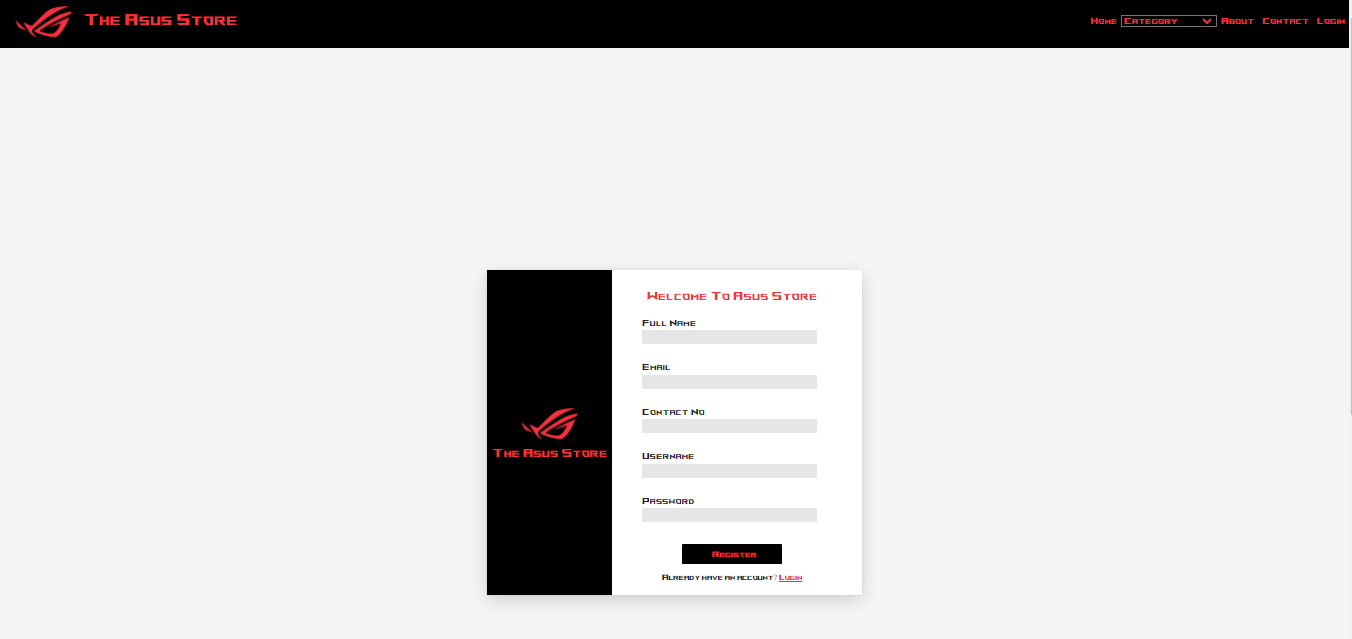 The Asus Store
Home Category About Contact Login
Welcome To Asus Store
Full Name
Email
Contact No
Username
Password
The Asus Store
Register
Already have an account? Login